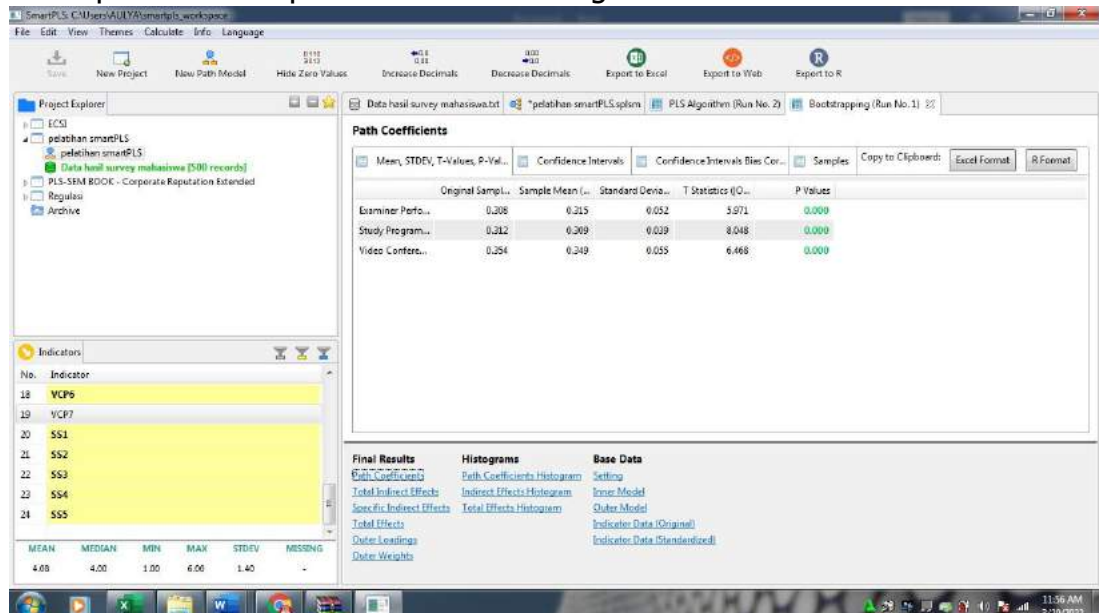 SmartPLS: C:\Users\AULYA\smartpls_workspace
File Edit View Themes Calculate Info Language
Save New Project New Path Model Hide Zero Values Increase Decimals Decrease Decimals Export to Excel Export to Web Export to R
Project Explorer
ECSI
pelatihan smartPLS
pelatihan smartPLS
Data hasil survey mahasiswa [500 records]
PLS-SEM BOOK - Corporate Reputation Extended
Regulasi
Archive
Indicators
No. Indicator
18 VCP6
19 VCP7
20 SS1
21 SS2
22 SS3
23 SS4
24 SS5
MEAN MEDIAN MIN MAX STDEV MISSING
4.08 4.00 1.00 6.00 1.40 -
Data hasil survey mahasiswa.txt *pelatihan smartPLS.splsm PLS Algorithm (Run No. 2) Bootstrapping (Run No. 1)
Path Coefficients
Mean, STDEV, T-Values, P-Val... Confidence Intervals Confidence Intervals Bias Cor... Samples Copy to Clipboard: Excel Format R Format
Original Sampl... Sample Mean (... Standard Devia... T Statistics (|O... P Values
Examiner Perfo... 0.308 0.315 0.052 5.971 0.000
Study Program... 0.312 0.309 0.039 8.048 0.000
Video Confere... 0.354 0.349 0.055 6.468 0.000
Final Results Histograms Base Data
Path Coefficients Path Coefficients Histogram Setting
Total Indirect Effects Indirect Effects Histogram Inner Model
Specific Indirect Effects Total Effects Histogram Outer Model
Total Effects Indicator Data (Original)
Outer Loadings Indicator Data (Standardized)
Outer Weights
11:56 AM